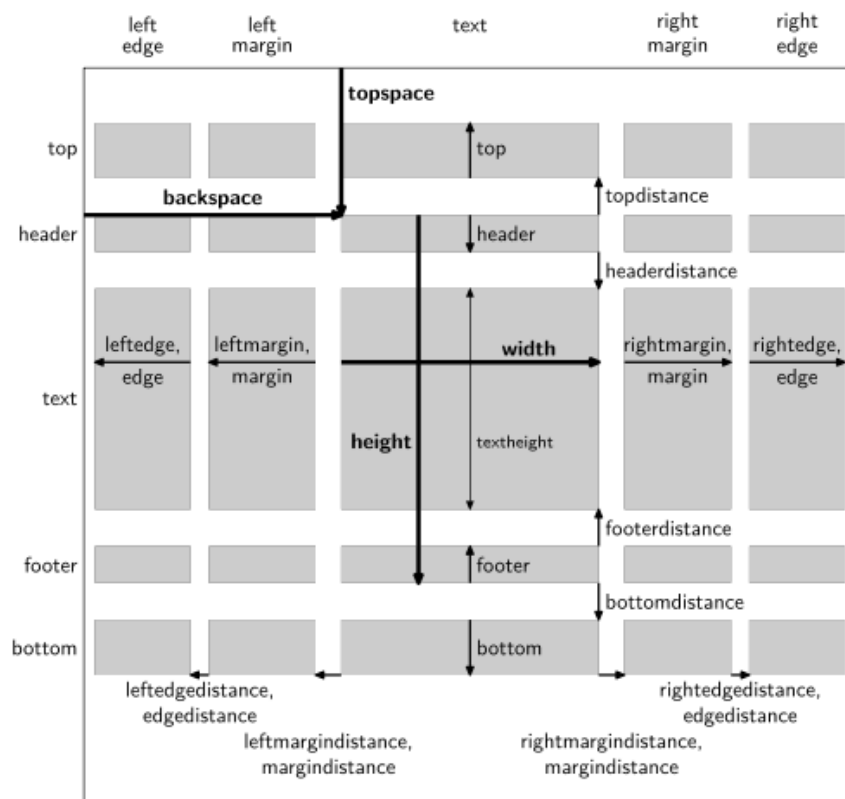 left
edge
left
margin
text
right
margin
right
edge
topspace
top
top
backspace
topdistance
header
header
headerdistance
leftedge,
edge
leftmargin,
margin
width
rightmargin,
margin
rightedge,
edge
text
height
textheight
footerdistance
footer
footer
bottomdistance
bottom
bottom
leftedgedistance,
edgedistance
rightedgedistance,
edgedistance
leftmargindistance,
margindistance
rightmargindistance,
margindistance